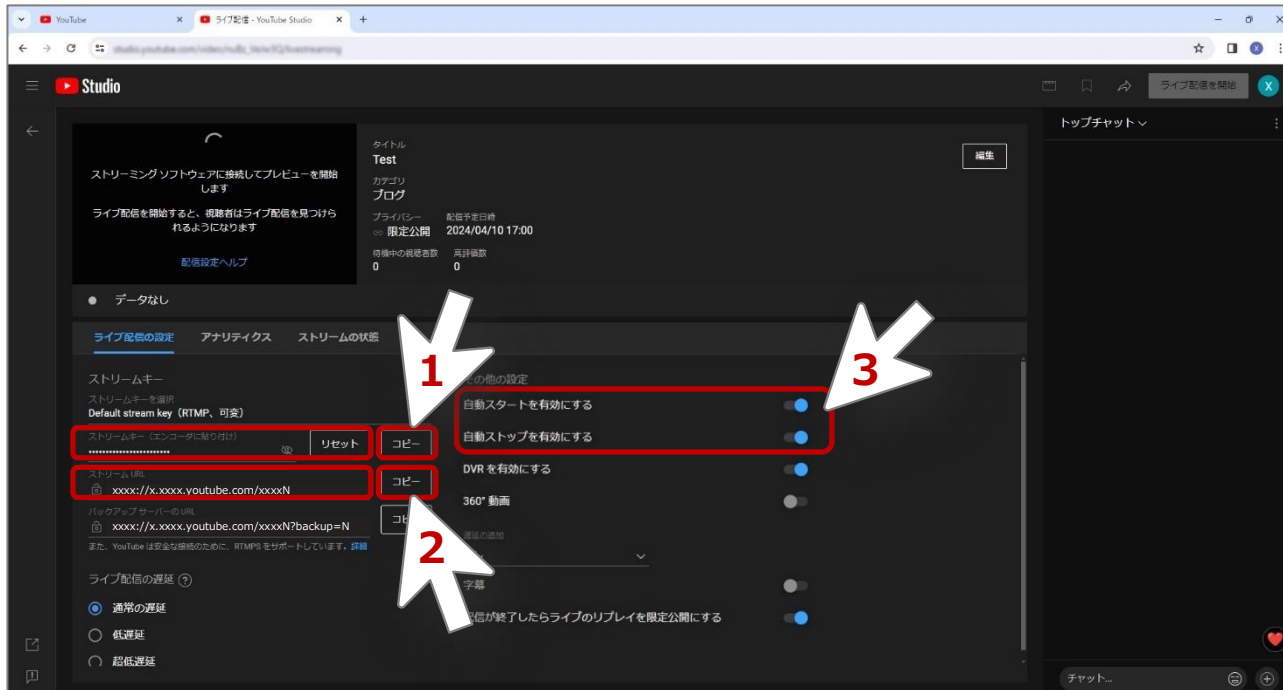 YouTube
ライブ配信 - YouTube Studio
Studio
ライブ配信を開始
X
トップチャット
ストリーミング ソフトウェアに接続してプレビューを開始
します
ライブ配信を開始すると、視聴者はライブ配信を見つけら
れるようになります
配信設定ヘルプ
タイトル
Test
編集
カテゴリ
ブログ
プライバシー 配信予定日時
限定公開 2024/04/10 17:00
待機中の視聴者数 高評価数
0 0
データなし
ライブ配信の設定 アナリティクス ストリームの状態
1
3
ストリームキー
ストリームキーを選択
Default stream key（RTMP、可変）
ストリームキー（エンコーダに貼り付け）
•••••••••••••••••••••••• リセット コピー
ストリーム URL
xxxx://x.xxxx.youtube.com/xxxxN コピー
バックアップ サーバーの URL
xxxx://x.xxxx.youtube.com/xxxxN?backup=N
また、YouTube は安全な接続のために、RTMPS をサポートしています。詳細
2
ライブ配信の遅延
通常の遅延
低遅延
超低遅延
の他の設定
自動スタートを有効にする
自動ストップを有効にする
DVR を有効にする
360° 動画
遅延の追加
字幕
信が終了したらライブのリプレイを限定公開にする
チャット...